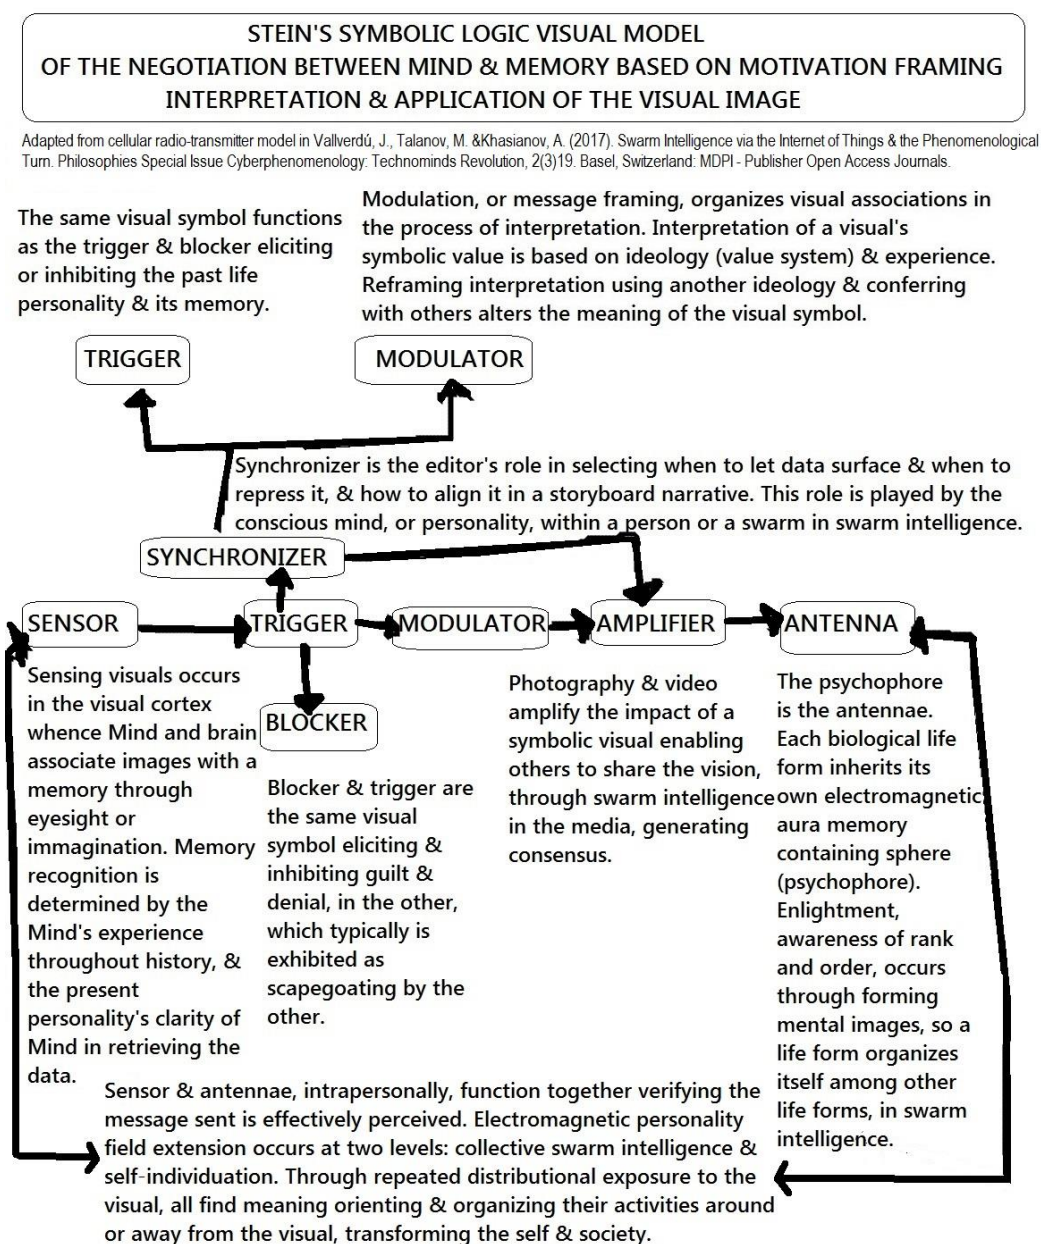 STEIN'S SYMBOLIC LOGIC VISUAL MODEL
OF THE NEGOTIATION BETWEEN MIND & MEMORY BASED ON MOTIVATION FRAMING
INTERPRETATION & APPLICATION OF THE VISUAL IMAGE
Adapted from cellular radio-transmitter model in Vallverdú, J., Talanov, M. &Khasianov, A. (2017). Swarm Intelligence via the Internet of Things & the Phenomenological
Turn. Philosophies Special Issue Cyberphenomenology: Technominds Revolution, 2(3)19. Basel, Switzerland: MDPI - Publisher Open Access Journals.
The same visual symbol functions
as the trigger & blocker eliciting
or inhibiting the past life
personality & its memory.
Modulation, or message framing, organizes visual associations in
the process of interpretation. Interpretation of a visual's
symbolic value is based on ideology (value system) & experience.
Reframing interpretation using another ideology & conferring
with others alters the meaning of the visual symbol.
TRIGGER
MODULATOR
Synchronizer is the editor's role in selecting when to let data surface & when to
repress it, & how to align it in a storyboard narrative. This role is played by the
conscious mind, or personality, within a person or a swarm in swarm intelligence.
SYNCHRONIZER
SENSOR
TRIGGER
MODULATOR
AMPLIFIER
ANTENNA
Sensing visuals occurs
in the visual cortex
whence Mind and brain
associate images with a
memory through
eyesight or
immagination. Memory
recognition is
determined by the
Mind's experience
throughout history, &
the present
personality's clarity of
Mind in retrieving the
data.
BLOCKER
Blocker & trigger are
the same visual
symbol eliciting &
inhibiting guilt &
denial, in the other,
which typically is
exhibited as
scapegoating by the
other.
Photography & video
amplify the impact of a
symbolic visual enabling
others to share the vision,
through swarm intelligence
in the media, generating
consensus.
The psychophore
is the antennae.
Each biological life
form inherits its
own electromagnetic
aura memory
containing sphere
(psychophore).
Enlightment,
awareness of rank
and order, occurs
through forming
mental images, so a
life form organizes
itself among other
life forms, in swarm
intelligence.
Sensor & antennae, intrapersonally, function together verifying the
message sent is effectively perceived. Electromagnetic personality
field extension occurs at two levels: collective swarm intelligence &
self-individuation. Through repeated distributional exposure to the
visual, all find meaning orienting & organizing their activities around
or away from the visual, transforming the self & society.